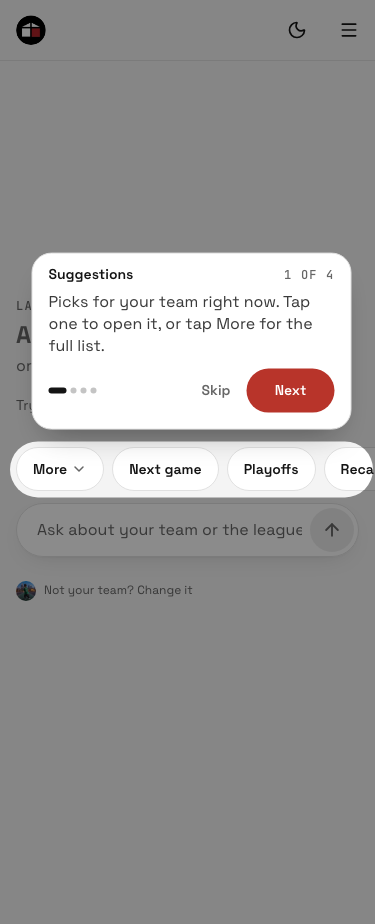 Suggestions
1 OF 4
Picks for your team right now. Tap
one to open it, or tap More for the
full list.
Skip
Next
More
Next game
Playoffs
Reca
Ask about your team or the league
Not your team? Change it